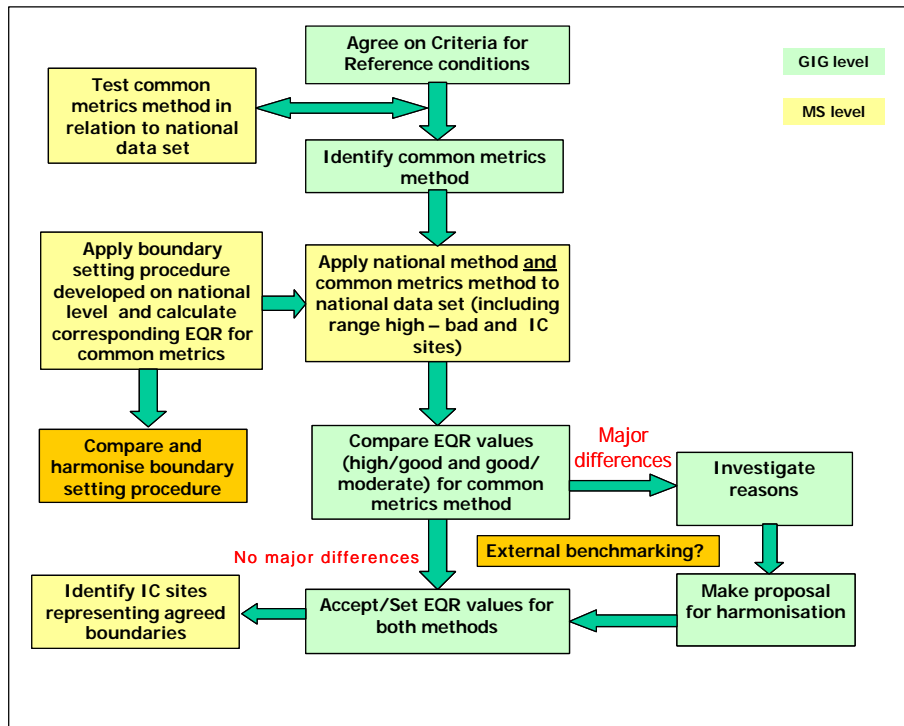 Agree on Criteria for
Reference conditions
GIG level
MS level
Test common
metrics method in
relation to national
data set
Identify common metrics
method
Apply boundary
setting procedure
developed on national
level and calculate
corresponding EQR for
common metrics
Apply national method and
common metrics method to
national data set (including
range high – bad and IC
sites)
Compare and
harmonise boundary
setting procedure
Compare EQR values
(high/good and good/
moderate) for common
metrics method
Major
differences
Investigate
reasons
No major differences
External benchmarking?
Identify IC sites
representing agreed
boundaries
Accept/Set EQR values for
both methods
Make proposal
for harmonisation